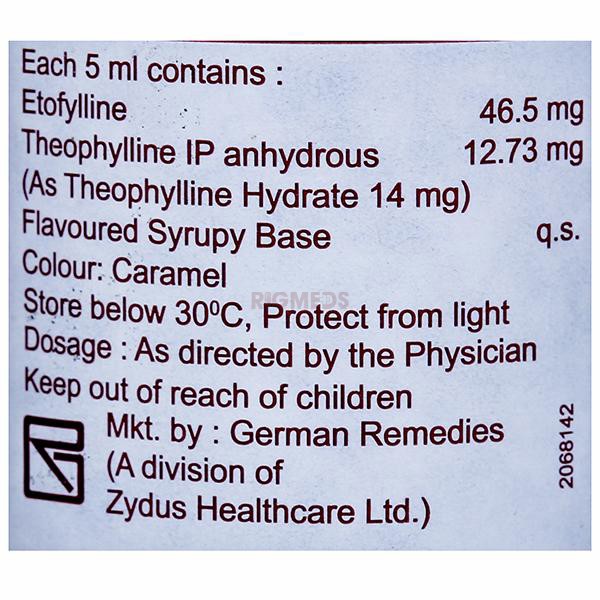 Each 5 ml contains :
Etofylline 46.5 mg
Theophylline IP anhydrous 12.73 mg
(As Theophylline Hydrate 14 mg)
Flavoured Syrupy Base q.s.
Colour: Caramel
RIGMEDS
Store below 30⁰C, Protect from light
Dosage : As directed by the Physician
Keep out of reach of children
Mkt. by : German Remedies
(A division of
Zydus Healthcare Ltd.)
2068142